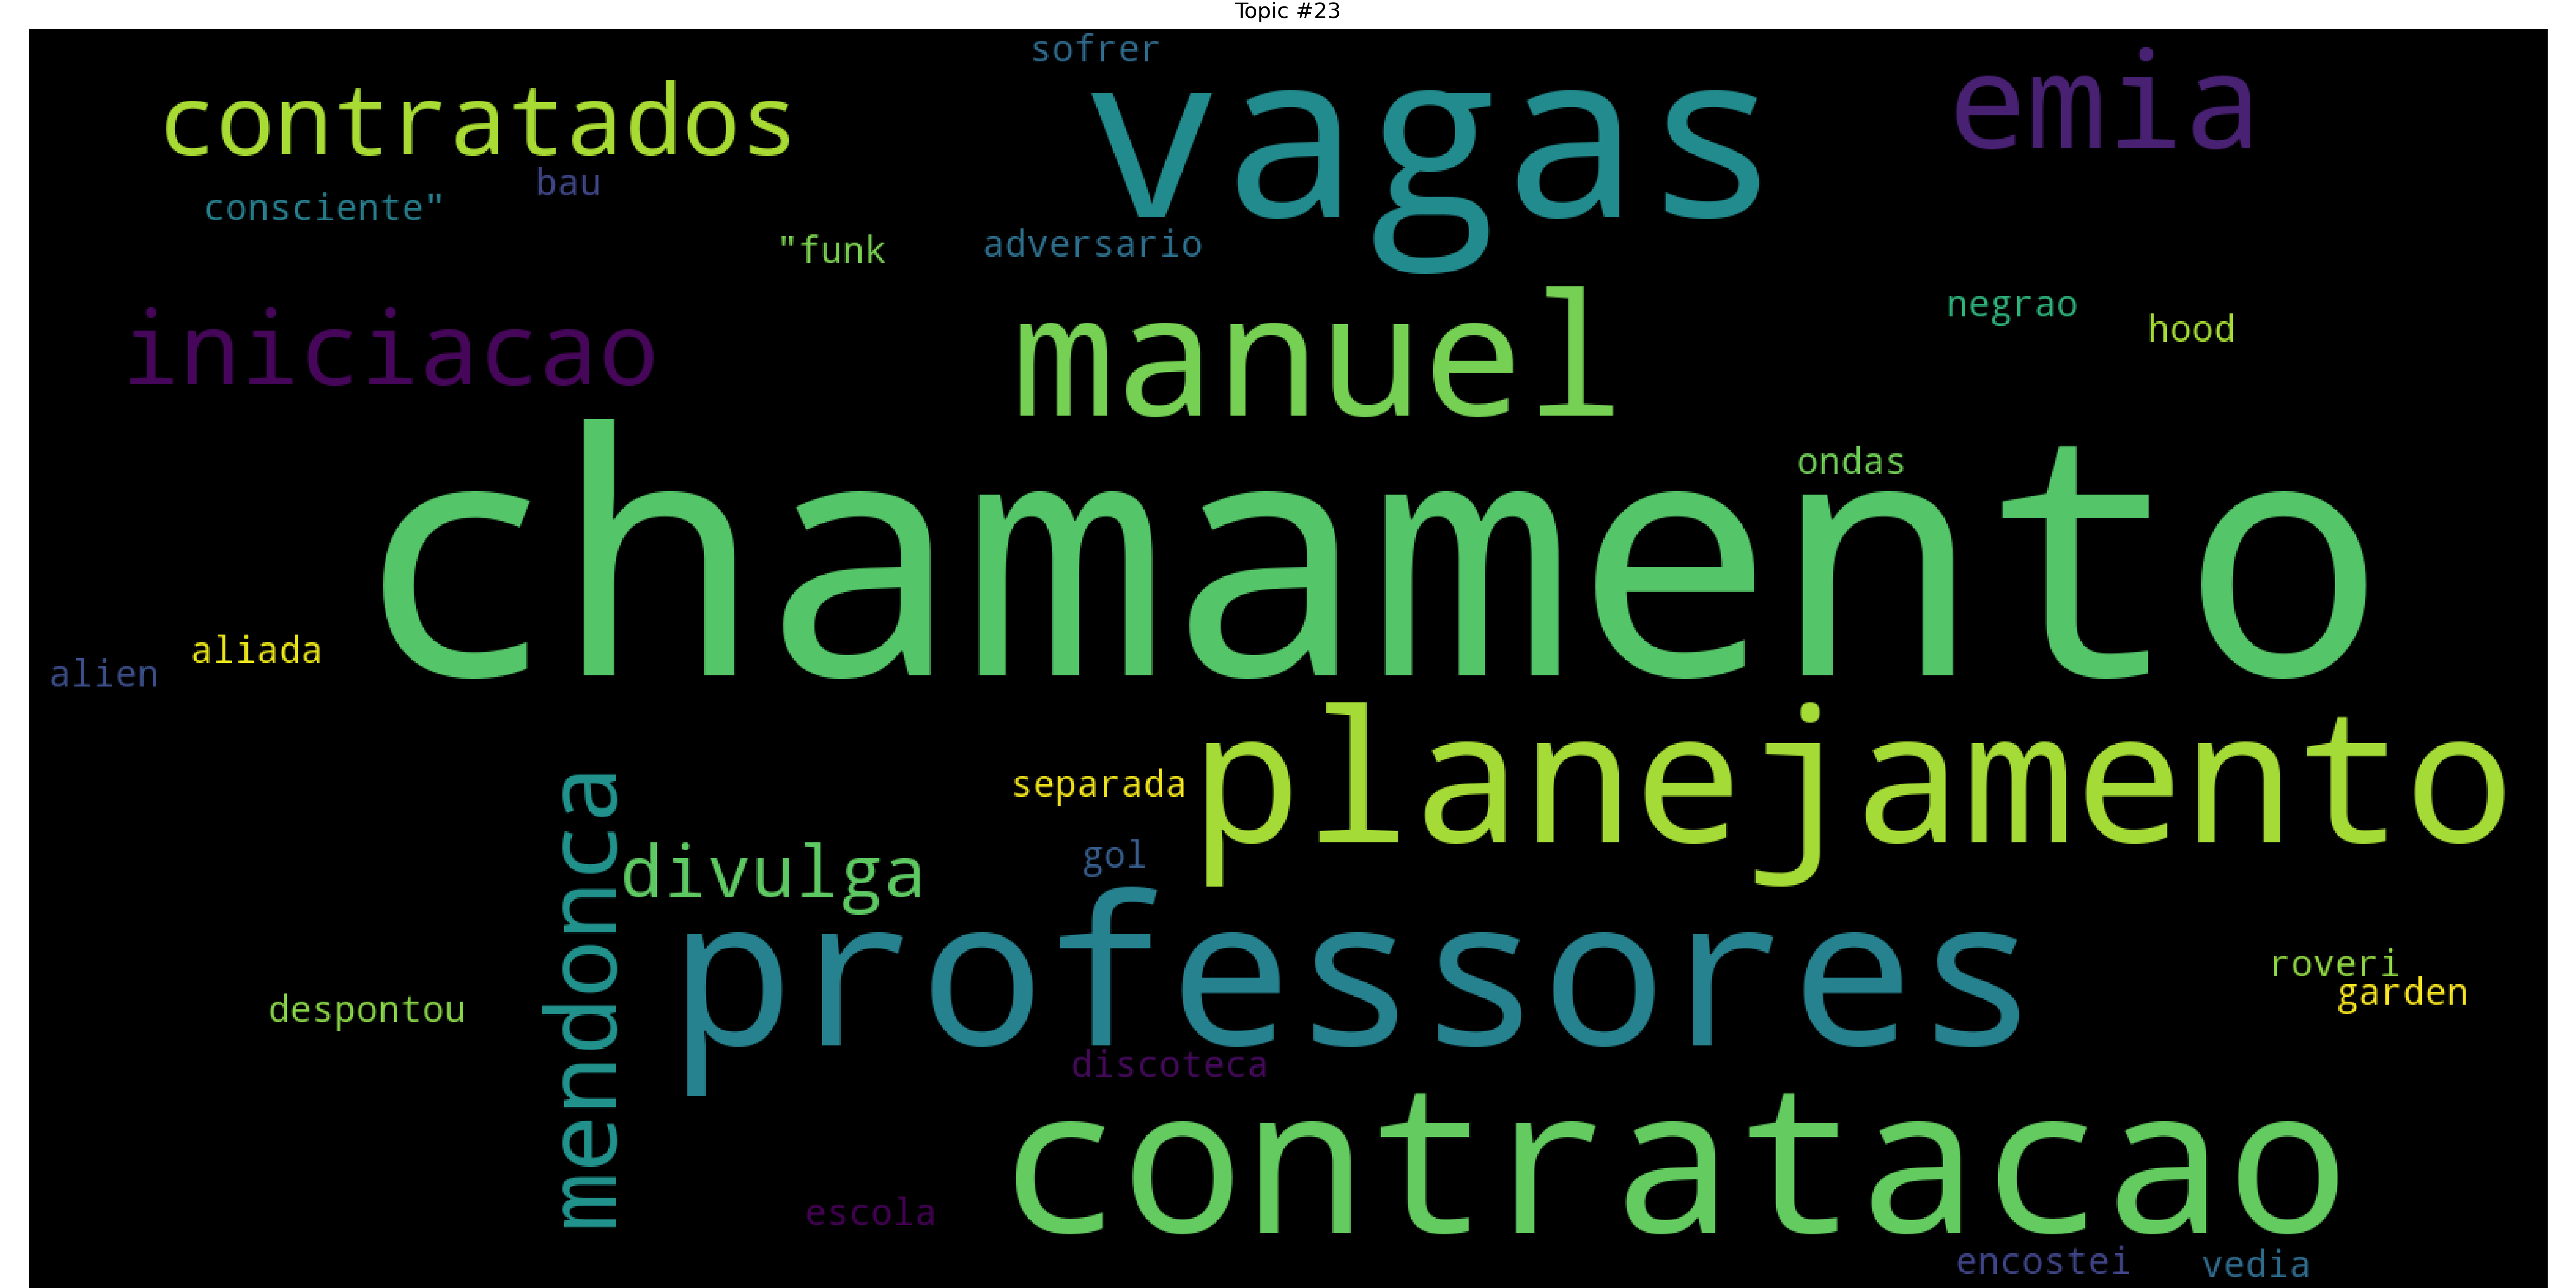 Topic #23
sofrer
contratados
vagas
emia
bau
consciente"
"funk
adversario
negrao
hood
iniciacao
manuel
ondas
chamamento
aliada
alien
separada
planejamento
mendonca
divulga
gol
professores
roveri
garden
despontou
discoteca
contratacao
escola
encostei
vedia